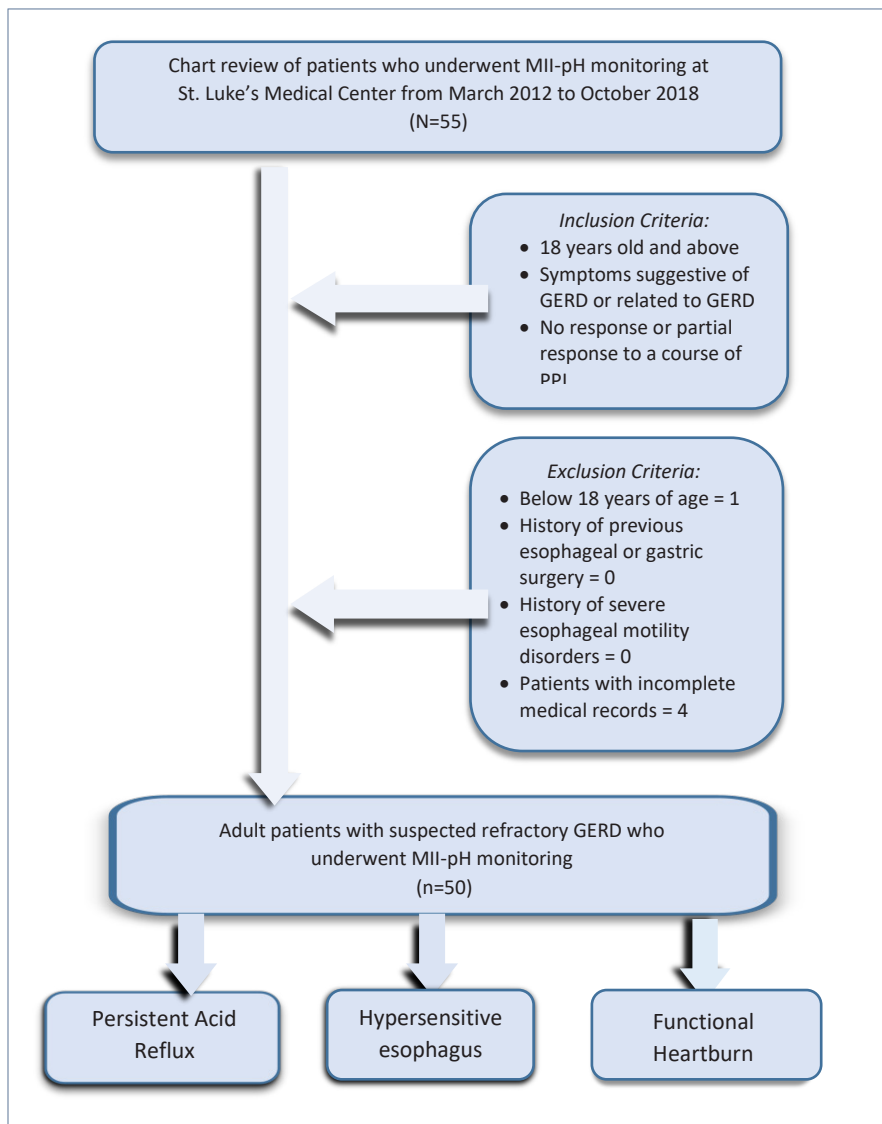 Chart review of patients who underwent MII-pH monitoring at
St. Luke's Medical Center from March 2012 to October 2018
(N=55)
Inclusion Criteria:
• 18 years old and above
• Symptoms suggestive of
GERD or related to GERD
• No response or partial
response to a course of
PPI
Exclusion Criteria:
• Below 18 years of age = 1
• History of previous
esophageal or gastric
surgery = 0
• History of severe
esophageal motility
disorders = 0
• Patients with incomplete
medical records = 4
Adult patients with suspected refractory GERD who
underwent MII-pH monitoring
(n=50)
Persistent Acid
Reflux
Hypersensitive
esophagus
Functional
Heartburn